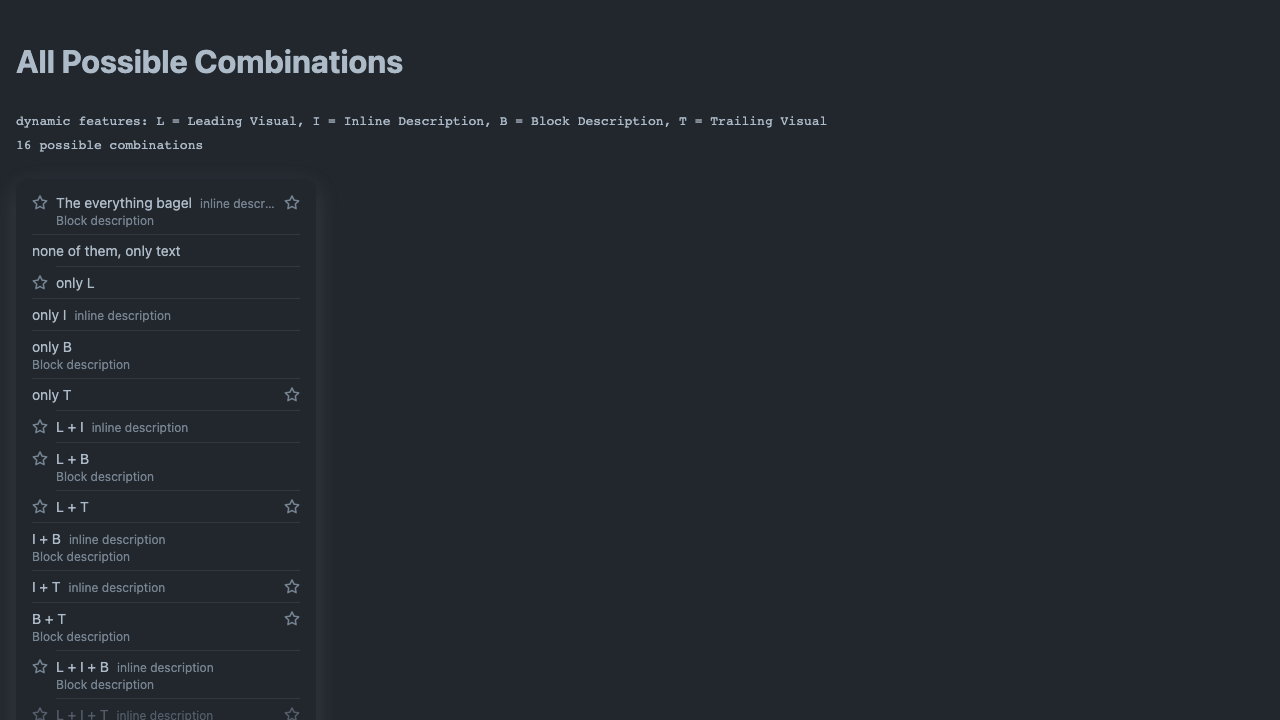 All Possible Combinations
dynamic features: L = Leading Visual, I = Inline Description, B = Block Description, T = Trailing Visual
16 possible combinations
The everything bagel inline descr...
Block description
none of them, only text
only L
only I inline description
only B
Block description
only T
L + I inline description
L + B
Block description
L + T
I + B inline description
Block description
I + T inline description
B + T
Block description
L + I + B inline description
Block description
L + I + T inline description